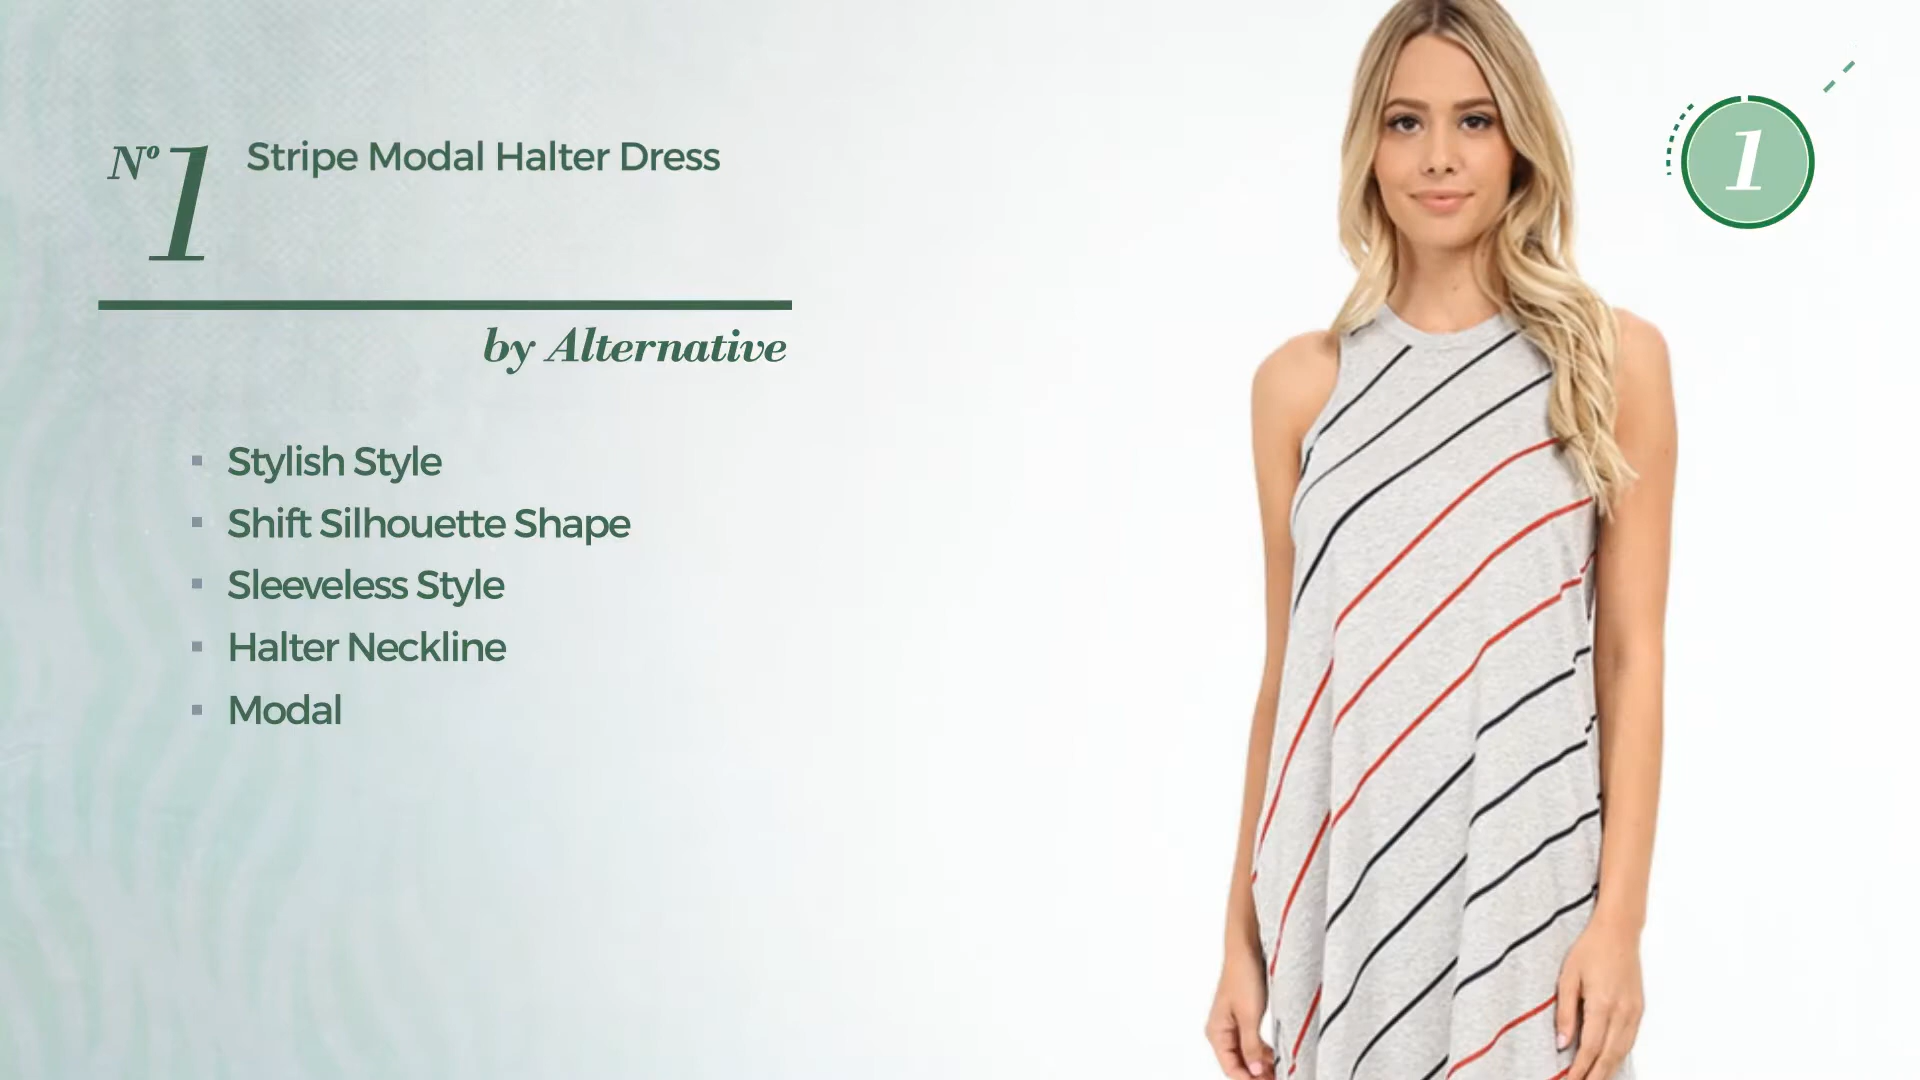 Nº 1 Stripe Modal Halter Dress
by Alternative
Stylish Style
Shift Silhouette Shape
Sleeveless Style
Halter Neckline
Modal
1